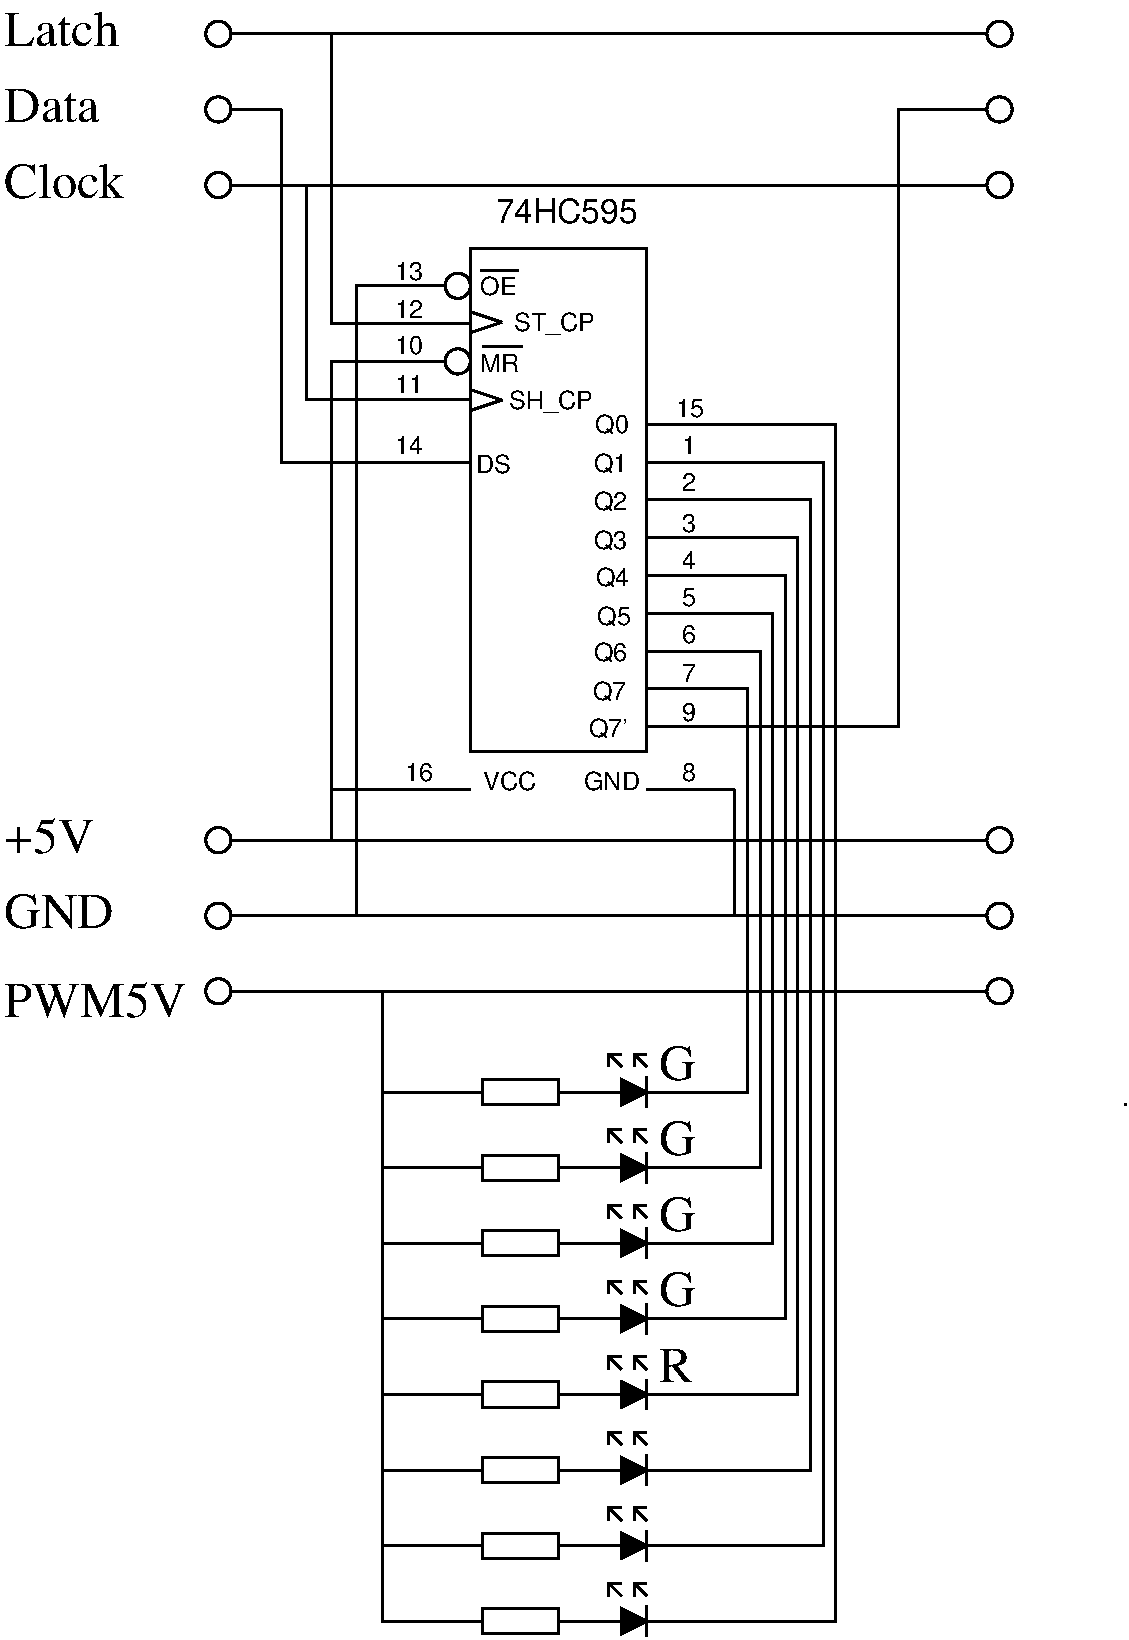 Latch
Data
Clock
74HC595
13
OE
12
ST_CP
10
MR
11
SH_CP
15
Q0
14
DS
1
Q1
2
Q2
3
Q3
4
Q4
5
Q5
6
Q6
7
Q7
9
Q7'
16
VCC
GND
8
+5V
GND
PWM5V
G
G
G
G
R